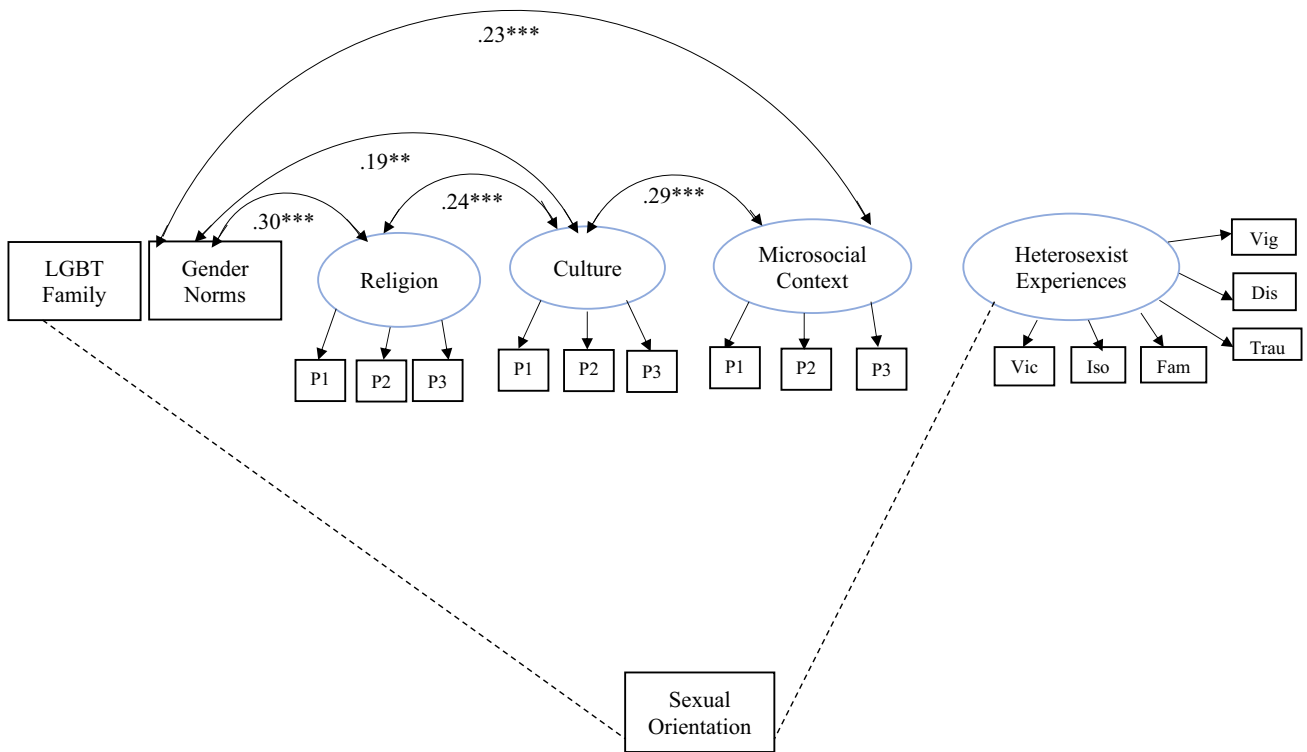 .23***
.19**
.30***
.24***
.29***
LGBT
Family
Gender
Norms
Religion
Culture
Microsocial
Context
Heterosexist
Experiences
Vig
Dis
Trau
P1
P2
P3
P1
P2
P3
P1
P2
P3
Vic
Iso
Fam
Sexual
Orientation